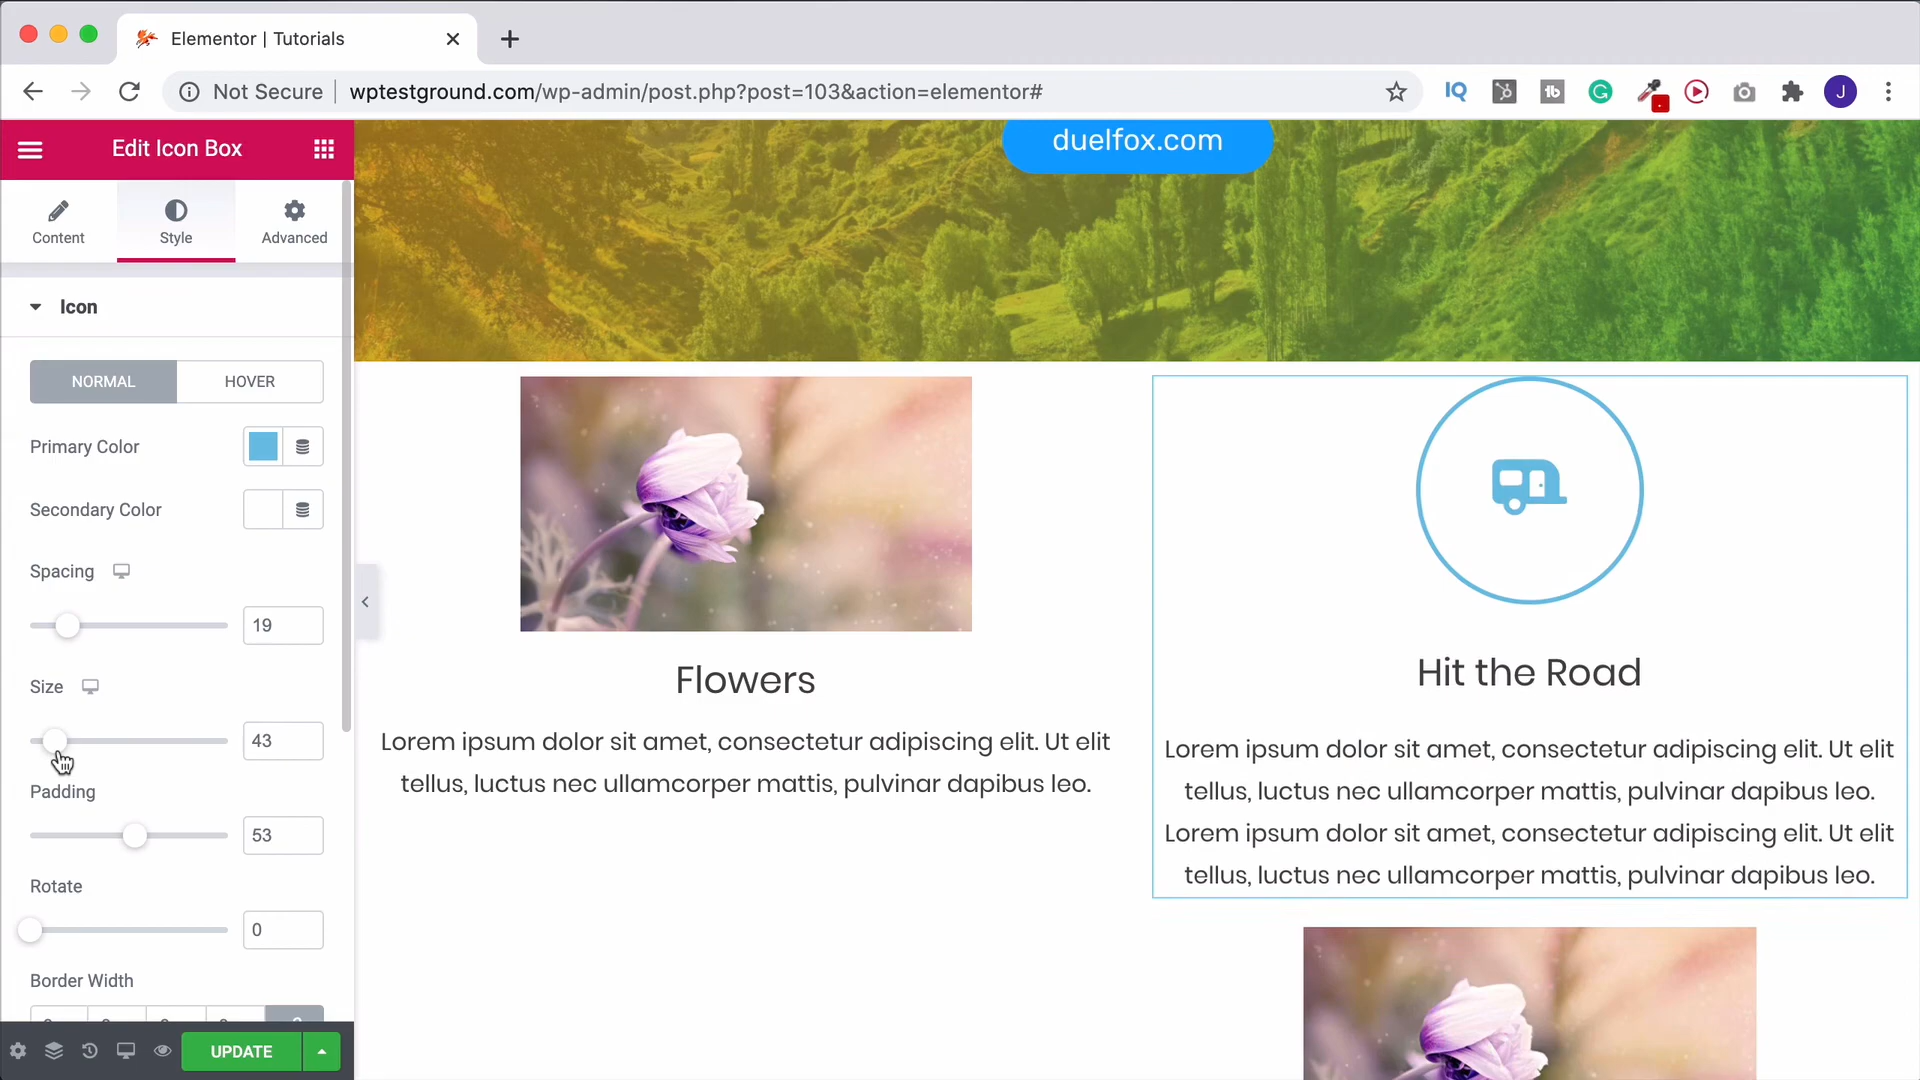 Elementor | Tutorials
Not Secure
wptestground.com/wp-admin/post.php?post=103&action=elementor#
IQ
tb
J
Edit Icon Box
duelfox.com
Content
Style
Advanced
Icon
NORMAL
HOVER
Primary Color
Secondary Color
Spacing
19
Size
43
Padding
53
Rotate
0
Border Width
UPDATE
Flowers
Lorem ipsum dolor sit amet, consectetur adipiscing elit. Ut elit
tellus, luctus nec ullamcorper mattis, pulvinar dapibus leo.
Hit the Road
Lorem ipsum dolor sit amet, consectetur adipiscing elit. Ut elit
tellus, luctus nec ullamcorper mattis, pulvinar dapibus leo.
Lorem ipsum dolor sit amet, consectetur adipiscing elit. Ut elit
tellus, luctus nec ullamcorper mattis, pulvinar dapibus leo.